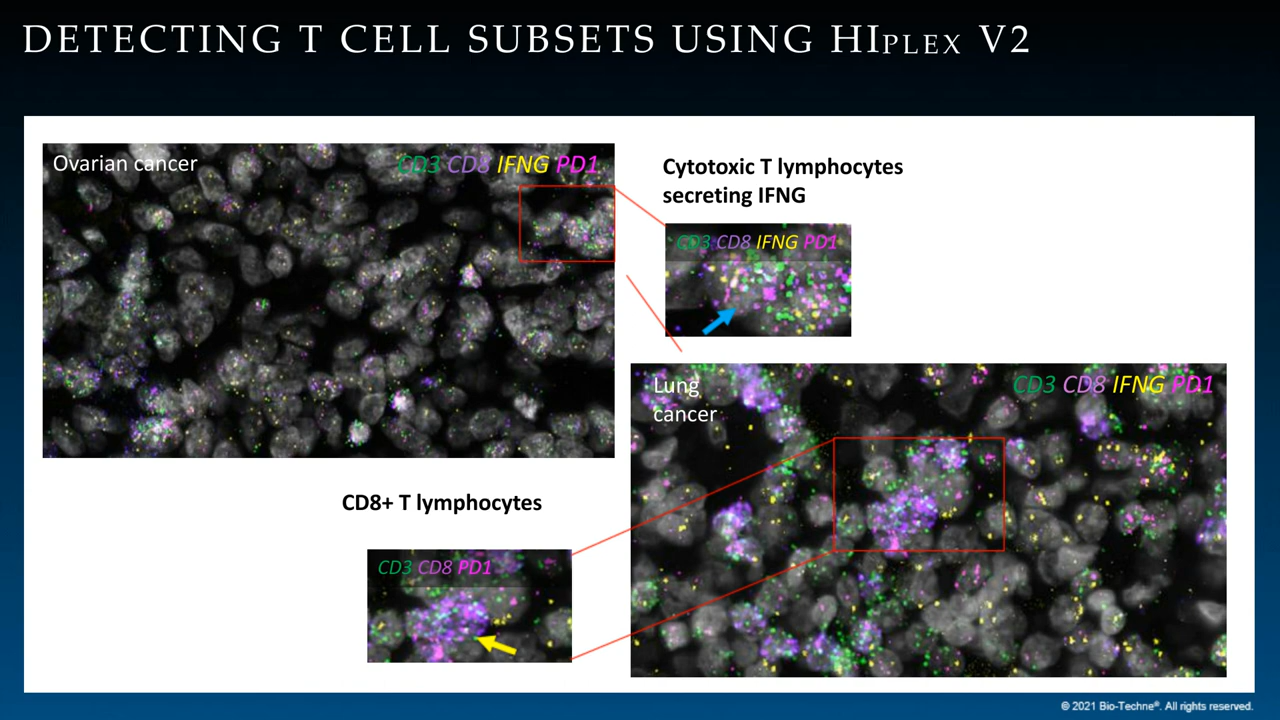 DETECTING T CELL SUBSETS USING HIPLEX V2
Ovarian cancer
CD3 CD8 IFNG PD1
Cytotoxic T lymphocytes
secreting IFNG
CD3 CD8 IFNG PD1
Lung
cancer
CD3 CD8 IFNG PD1
CD8+ T lymphocytes
CD3 CD8 PD1
© 2021 Bio-Techne®. All rights reserved.